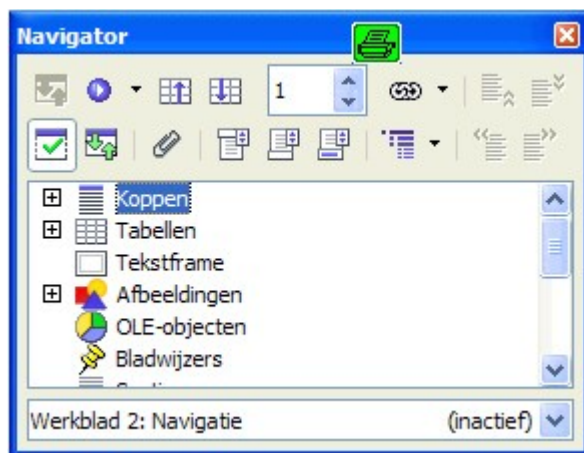 Navigator
1
Koppen
Tabellen
Tekstframe
Afbeeldingen
OLE-objecten
Bladwijzers
Werkblad 2: Navigatie (inactief)